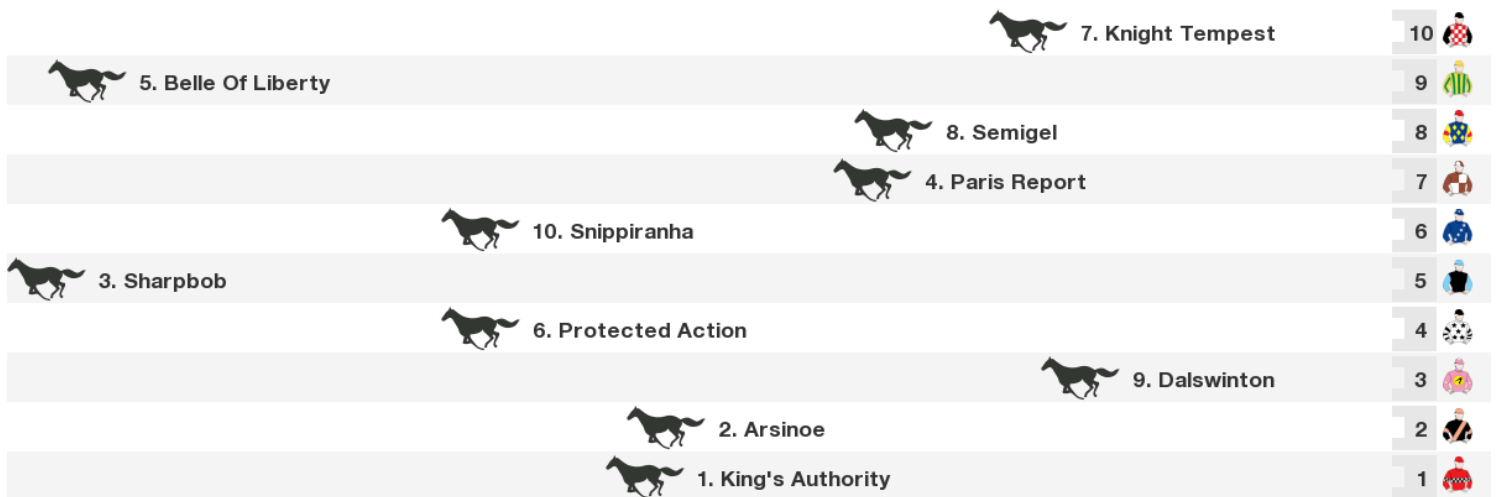 7. Knight Tempest 10
5. Belle Of Liberty 9
8. Semigel 8
4. Paris Report 7
10. Snippiranha 6
3. Sharpbob 5
6. Protected Action 4
9. Dalswinton 3
2. Arsinoe 2
1. King's Authority 1